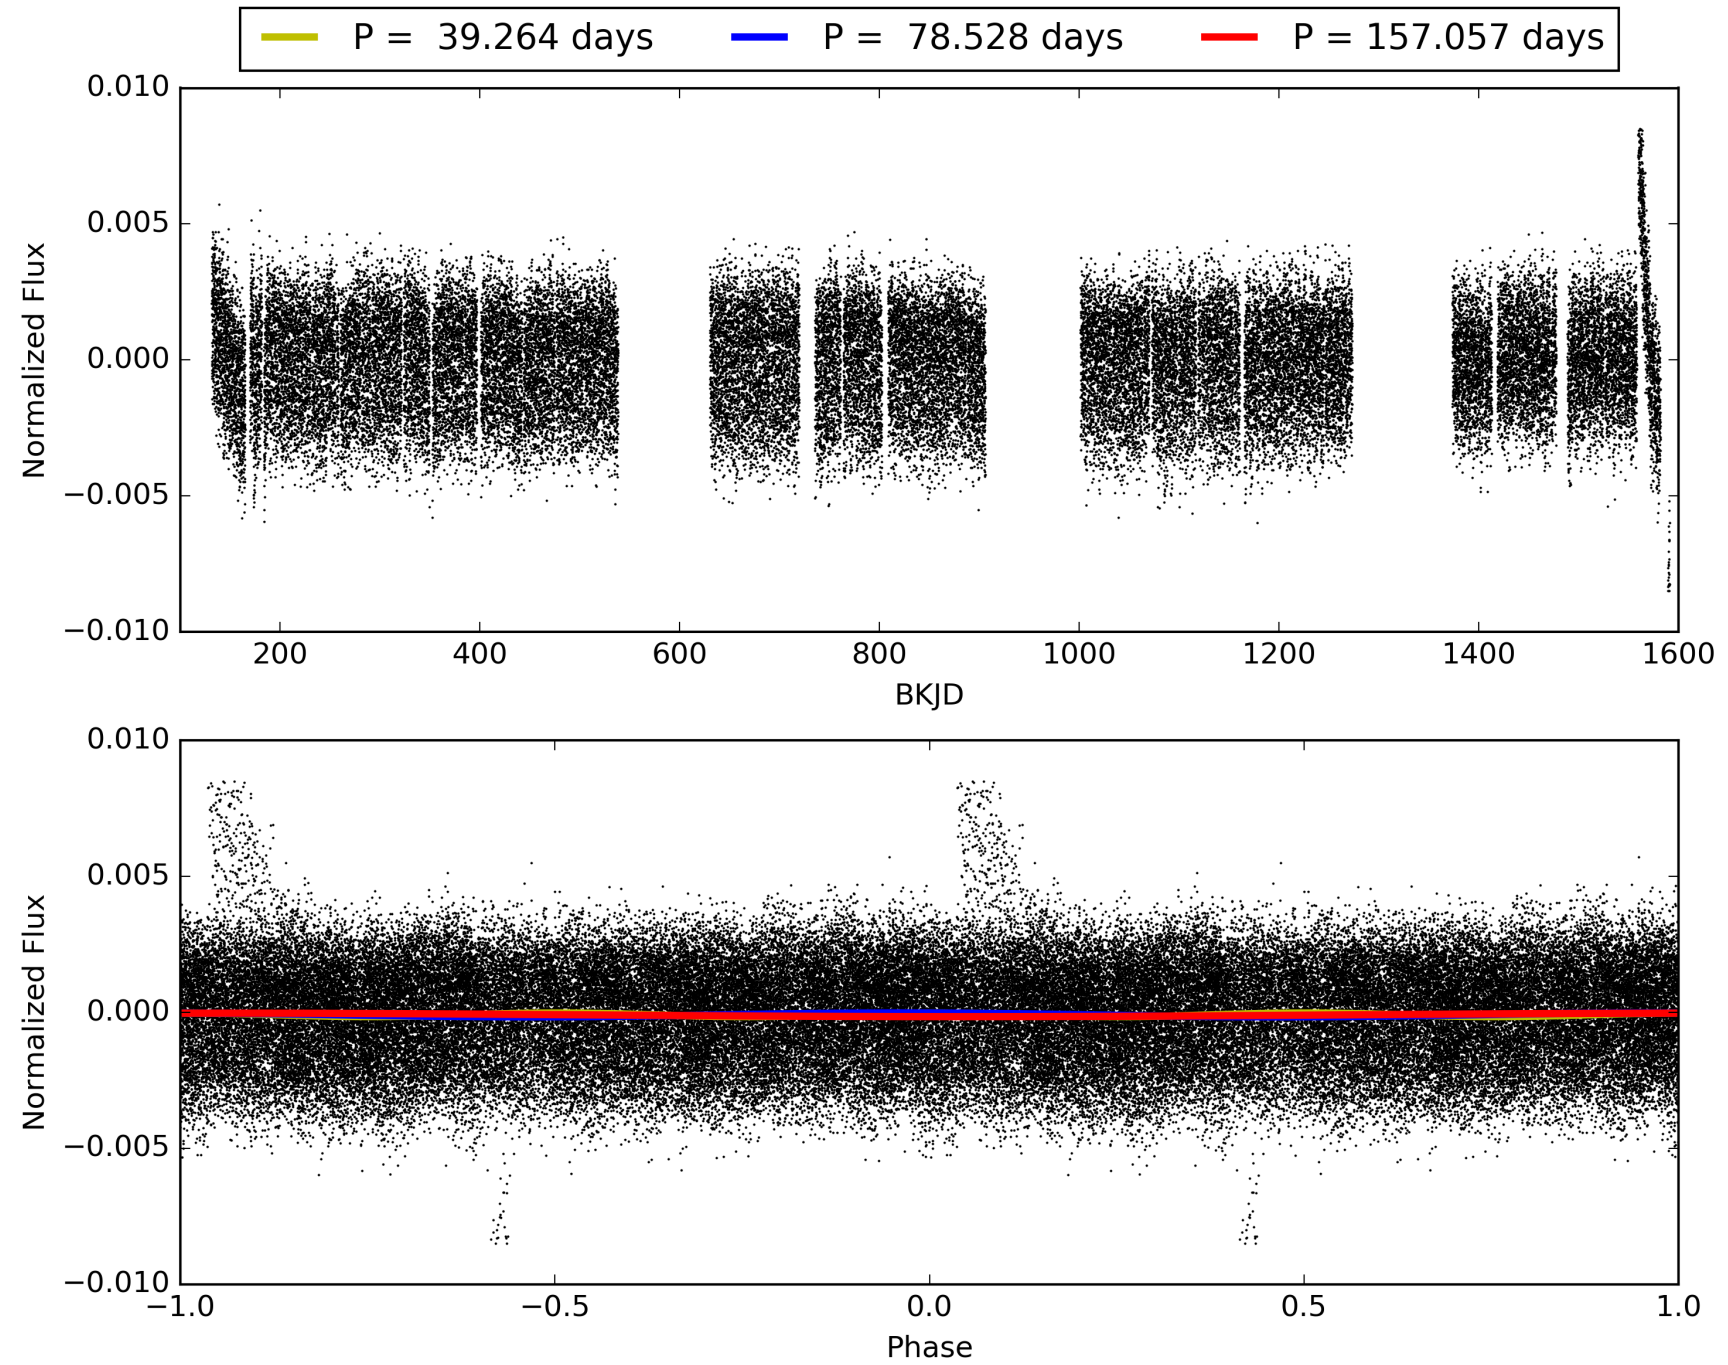 P = 39.264 days P = 78.528 days P = 157.057 days
0.010
0.005
0.000
−0.005
−0.010
Normalized Flux
200 400 600 800 1000 1200 1400 1600
BKJD
0.010
0.005
0.000
−0.005
−0.010
Normalized Flux
−1.0 −0.5 0.0 0.5 1.0
Phase